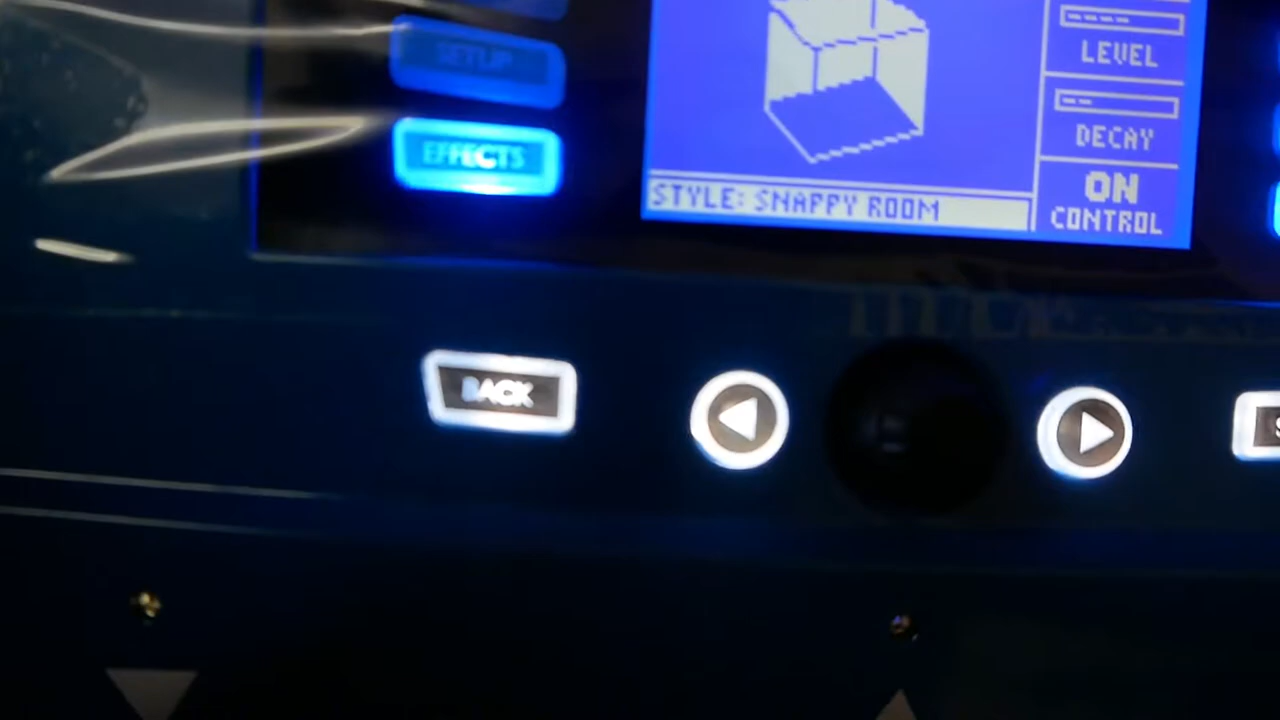 SETUP
EFFECTS
LEVEL
DECAY
ON
CONTROL
STYLE: SNAPPY ROOM
BACK